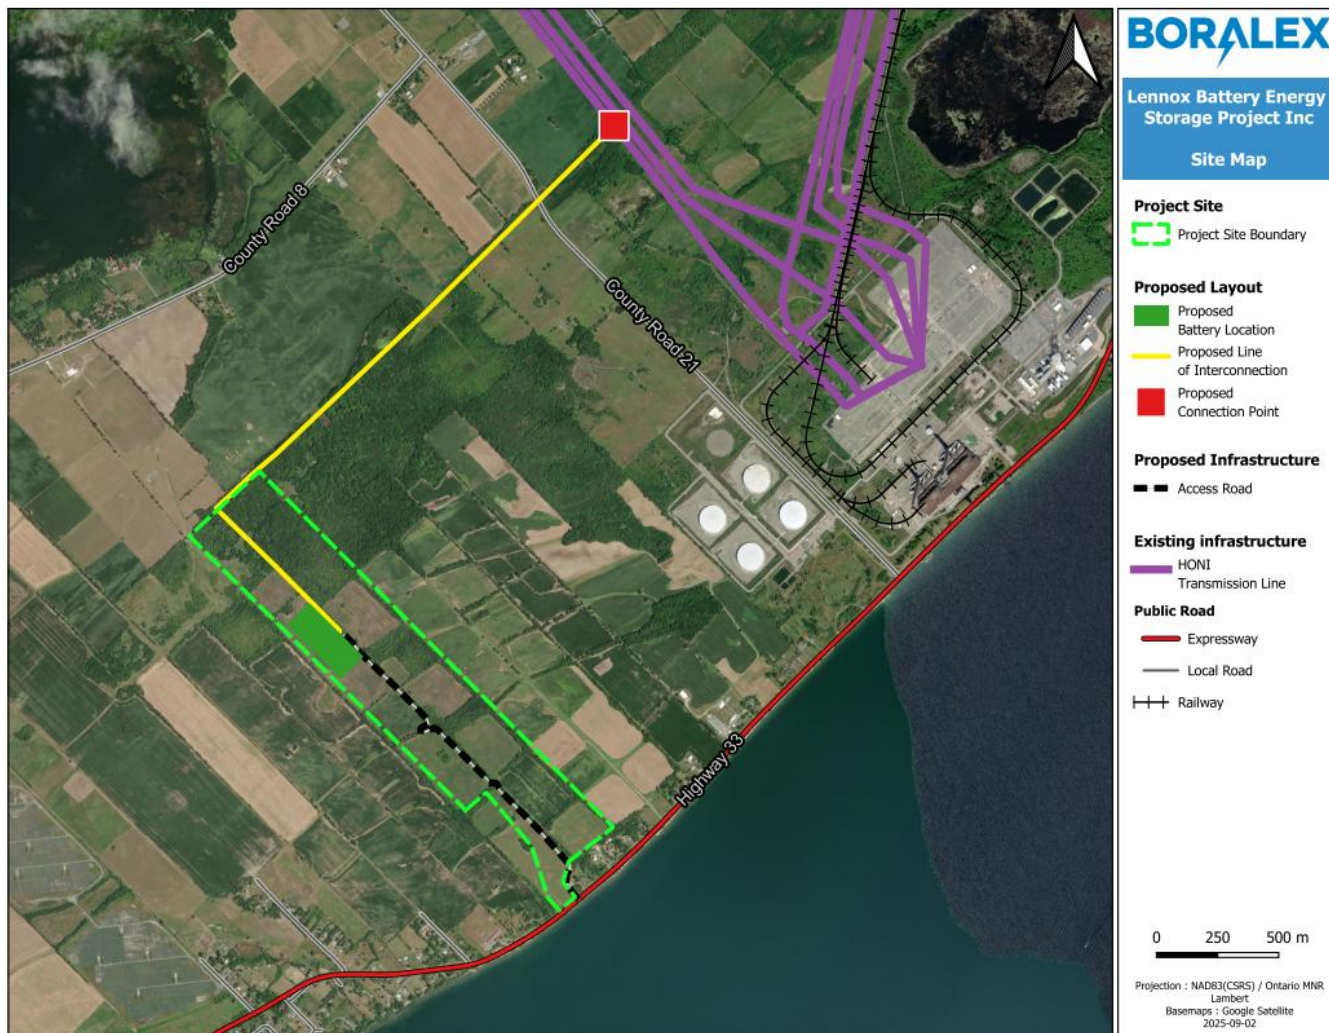 BORALEX
Lennox Battery Energy
Storage Project Inc
Site Map
Project Site
Project Site Boundary
Proposed Layout
Proposed
Battery Location
Proposed Line
of Interconnection
Proposed
Connection Point
Proposed Infrastructure
Access Road
Existing infrastructure
HONI
Transmission Line
Public Road
Expressway
Local Road
Railway
0 250 500 m
Projection : NAD83(CSRS) / Ontario MNR
Lambert
Basemaps : Google Satellite
2025-09-02
County Road 8
County Road 21
Highway 33